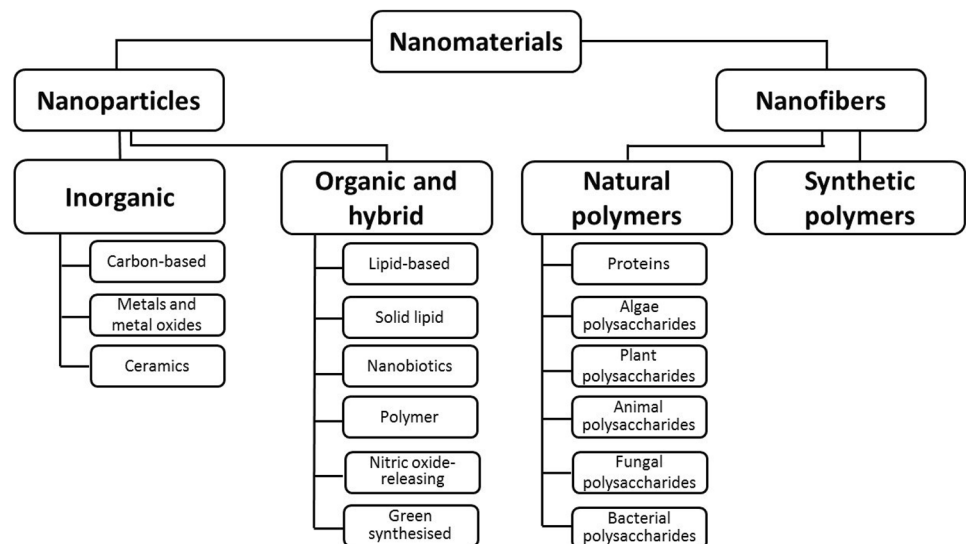 Nanomaterials
Nanoparticles
Nanofibers
Inorganic
Organic and
hybrid
Natural
polymers
Synthetic
polymers
Carbon-based
Metals and
metal oxides
Ceramics
Lipid-based
Solid lipid
Nanobiotics
Polymer
Nitric oxide-
releasing
Green
synthesised
Proteins
Algae
polysaccharides
Plant
polysaccharides
Animal
polysaccharides
Fungal
polysaccharides
Bacterial
polysaccharides